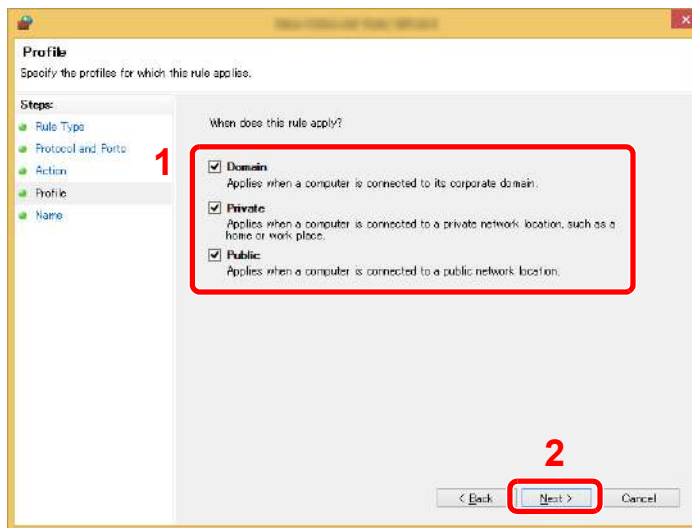 Profile
Specify the profiles for which this rule applies.
Steps:
Rule Type
Protocol and Ports
Action
Profile
Name
When does this rule apply?
1
Domain
Applies when a computer is connected to its corporate domain.
Private
Applies when a computer is connected to a private network location, such as a
home or work place.
Public
Applies when a computer is connected to a public network location.
2
< Back
Next >
Cancel